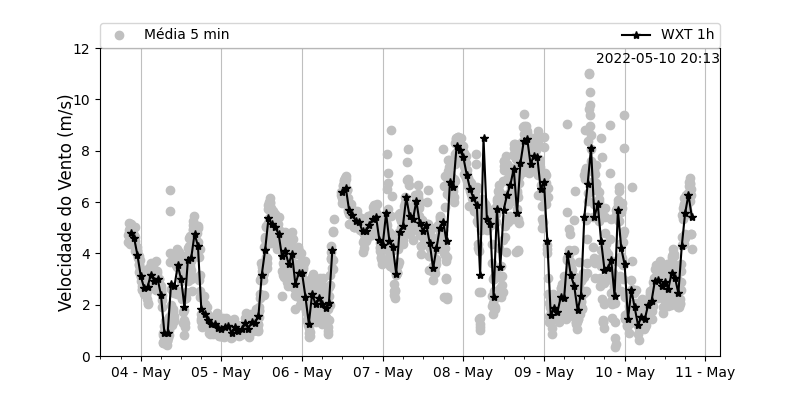 Média 5 min
WXT 1h
2022-05-10 20:13
Velocidade do Vento (m/s)
12
10
8
6
4
2
0
04 - May 05 - May 06 - May 07 - May 08 - May 09 - May 10 - May 11 - May